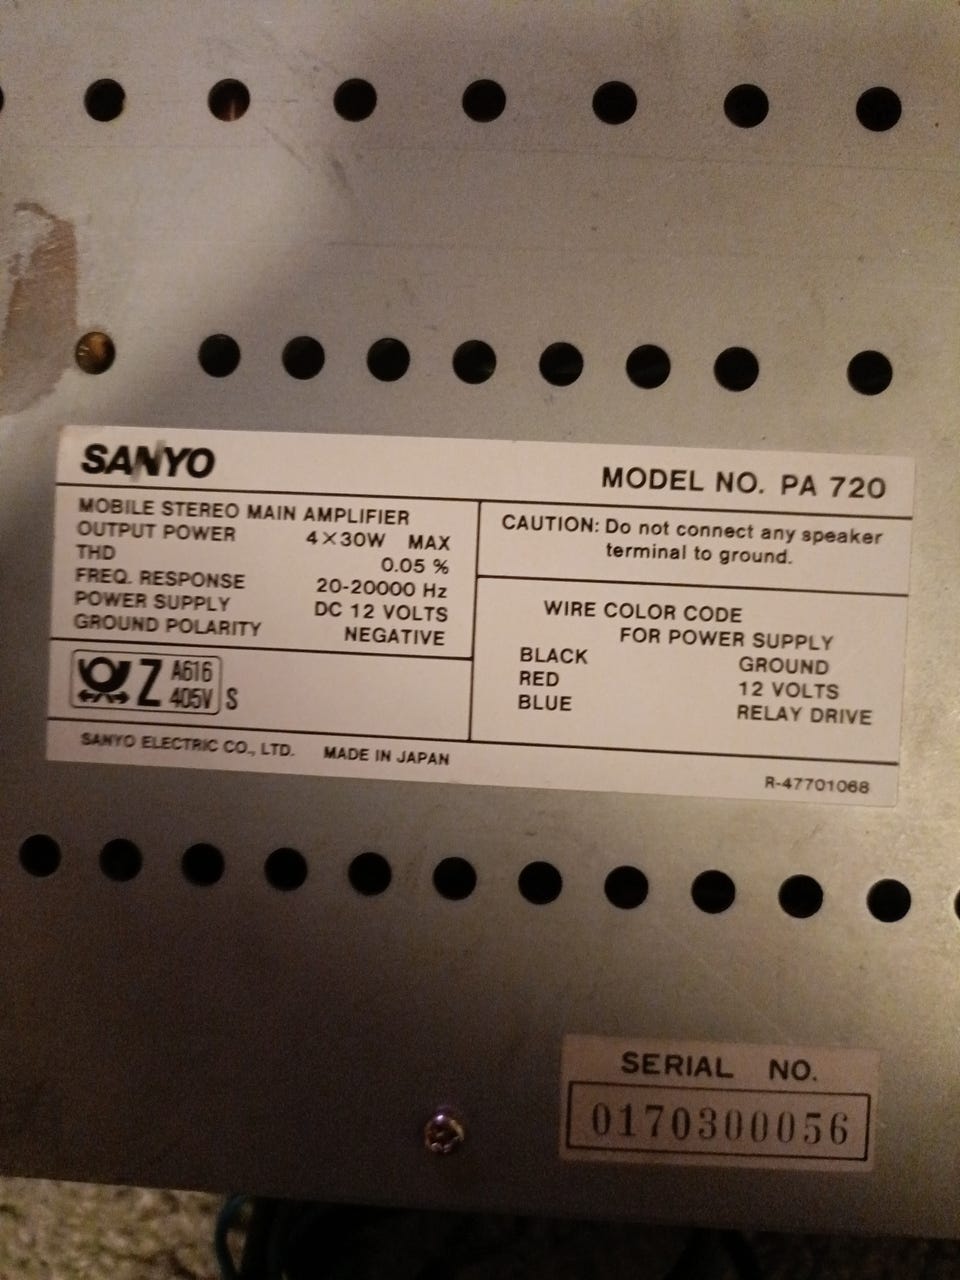 SANYO
MODEL NO. PA 720
MOBILE STEREO MAIN AMPLIFIER
OUTPUT POWER 4×30W MAX
THD 0.05 %
FREQ. RESPONSE 20-20000 Hz
POWER SUPPLY DC 12 VOLTS
GROUND POLARITY NEGATIVE
CAUTION: Do not connect any speaker
terminal to ground.
WIRE COLOR CODE
FOR POWER SUPPLY
BLACK GROUND
RED 12 VOLTS
BLUE RELAY DRIVE
Z A616
405V S
SANYO ELECTRIC CO., LTD. MADE IN JAPAN
R-47701068
SERIAL NO.
0170300056